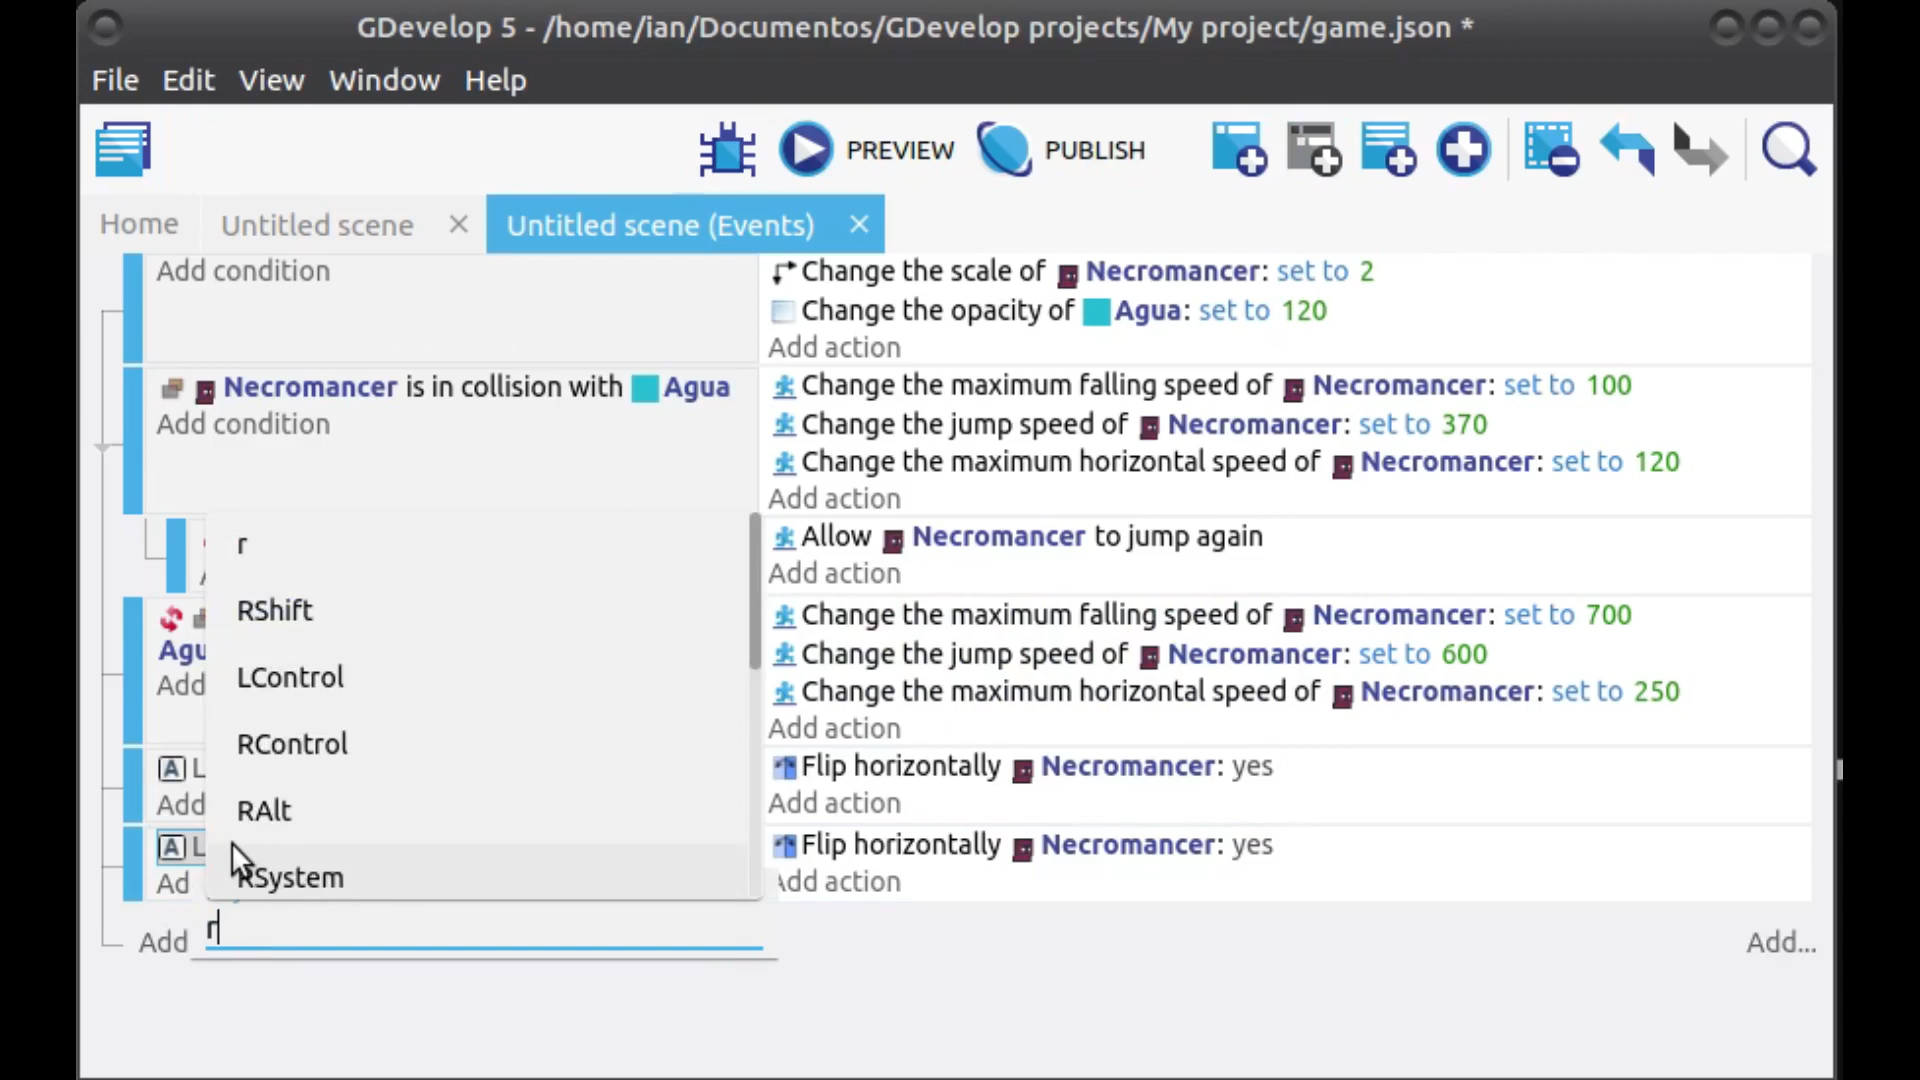 GDevelop 5 - /home/ian/Documentos/GDevelop projects/My project/game.json *
File Edit View Window Help
PREVIEW PUBLISH
Home Untitled scene × Untitled scene (Events) ×
Add condition
Change the scale of Necromancer: set to 2
Change the opacity of Agua: set to 120
Add action
Necromancer is in collision with Agua
Add condition
Change the maximum falling speed of Necromancer: set to 100
Change the jump speed of Necromancer: set to 370
Change the maximum horizontal speed of Necromancer: set to 120
Add action
Allow Necromancer to jump again
Add action
Agu
Add
Change the maximum falling speed of Necromancer: set to 700
Change the jump speed of Necromancer: set to 600
Change the maximum horizontal speed of Necromancer: set to 250
Add action
A L
Add
Flip horizontally Necromancer: yes
Add action
A L
Ad
Flip horizontally Necromancer: yes
Add action
r
RShift
LControl
RControl
RAlt
RSystem
r
Add
Add...